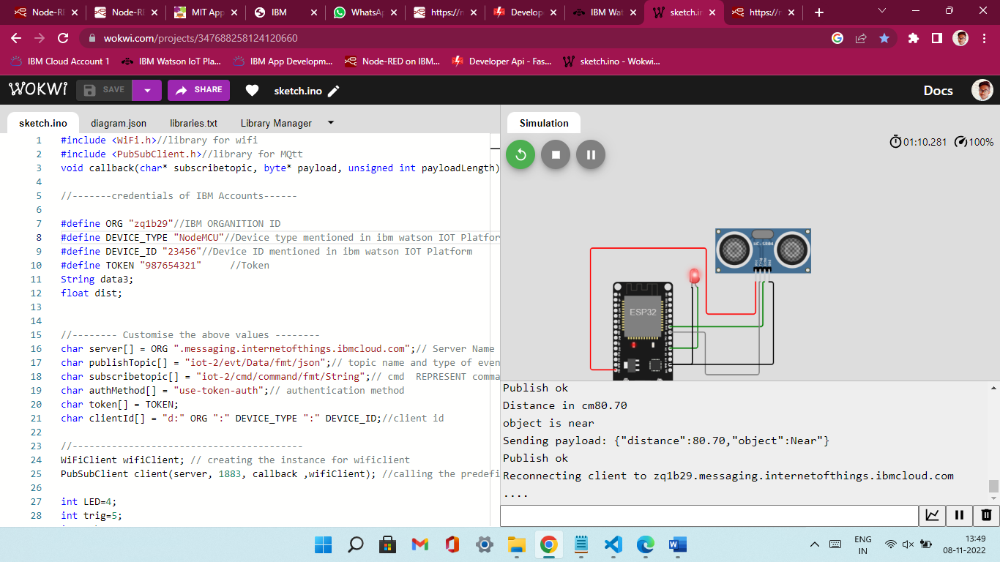 Node-R
Node-R
MIT App
IBM
WhatsAp
https://n
Develop
IBM Wat
sketch.in
https://n
wokwi.com/projects/347688258124120660
IBM Cloud Account 1
IBM Watson IoT Pla...
IBM App Developm...
Node-RED on IBM...
Developer Api - Fas...
sketch.ino - Wokwi...
WOKWI
SAVE
SHARE
sketch.ino
Docs
sketch.ino
diagram.json
libraries.txt
Library Manager
1 #include <WiFi.h>//library for wifi
2 #include <PubSubClient.h>//library for MQtt
3 void callback(char* subscribetopic, byte* payload, unsigned int payloadLength)
4
5 //-------credentials of IBM Accounts------
6
7 #define ORG "zq1b29"//IBM ORGANITION ID
8 #define DEVICE_TYPE "NodeMCU"//Device type mentioned in ibm watson IOT Platfor
9 #define DEVICE_ID "23456"//Device ID mentioned in ibm watson IOT Platform
10 #define TOKEN "987654321"     //Token
11 String data3;
12 float dist;
13
14
15 //-------- Customise the above values --------
16 char server[] = ORG ".messaging.internetofthings.ibmcloud.com";// Server Name
17 char publishTopic[] = "iot-2/evt/Data/fmt/json";// topic name and type of even
18 char subscribetopic[] = "iot-2/cmd/command/fmt/String";// cmd  REPRESENT comma
19 char authMethod[] = "use-token-auth";// authentication method
20 char token[] = TOKEN;
21 char clientId[] = "d:" ORG ":" DEVICE_TYPE ":" DEVICE_ID;//client id
22
23 //-----------------------------------------
24 WiFiClient wifiClient; // creating the instance for wificlient
25 PubSubClient client(server, 1883, callback ,wifiClient); //calling the predefi
26
27 int LED=4;
28 int trig=5;
Simulation
01:10.281
100%
HC-SR04
ESP32
Publish ok
Distance in cm80.70
object is near
Sending payload: {"distance":80.70,"object":Near"}
Publish ok
Reconnecting client to zq1b29.messaging.internetofthings.ibmcloud.com
....
ENG
IN
13:49
08-11-2022